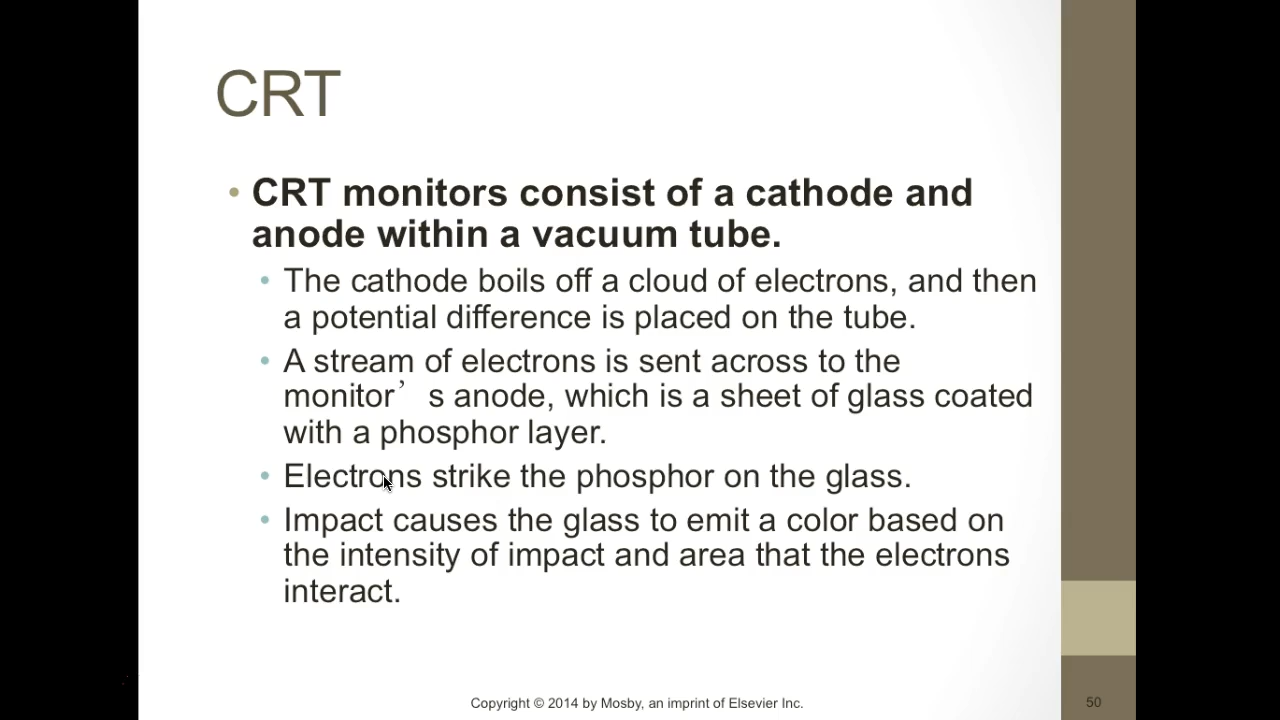 CRT
• CRT monitors consist of a cathode and
anode within a vacuum tube.
• The cathode boils off a cloud of electrons, and then
a potential difference is placed on the tube.
• A stream of electrons is sent across to the
monitor’ s anode, which is a sheet of glass coated
with a phosphor layer.
• Electrons strike the phosphor on the glass.
• Impact causes the glass to emit a color based on
the intensity of impact and area that the electrons
interact.
Copyright © 2014 by Mosby, an imprint of Elsevier Inc.
50